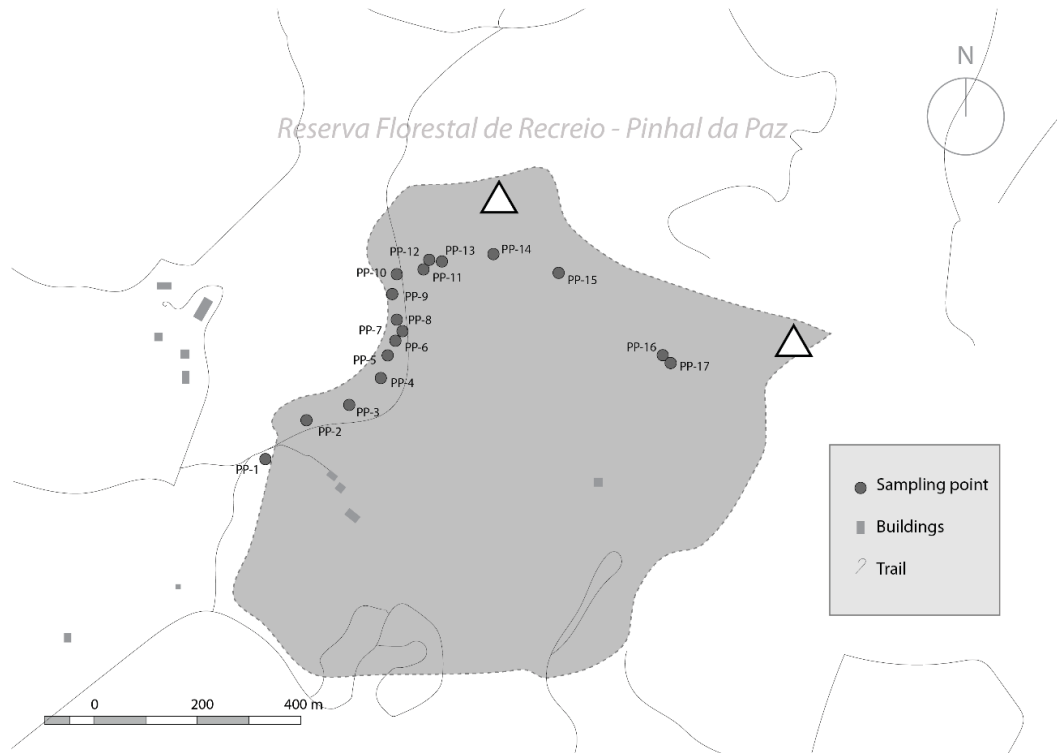 N
Reserva Florestal de Recreio - Pinhal da Paz
PP-12
PP-13
PP-14
PP-10
PP-11
PP-15
PP-9
PP-8
PP-7
PP-6
PP-16
PP-5
PP-17
PP-4
PP-3
PP-2
PP-1
Sampling point
Buildings
Trail
0 200 400 m